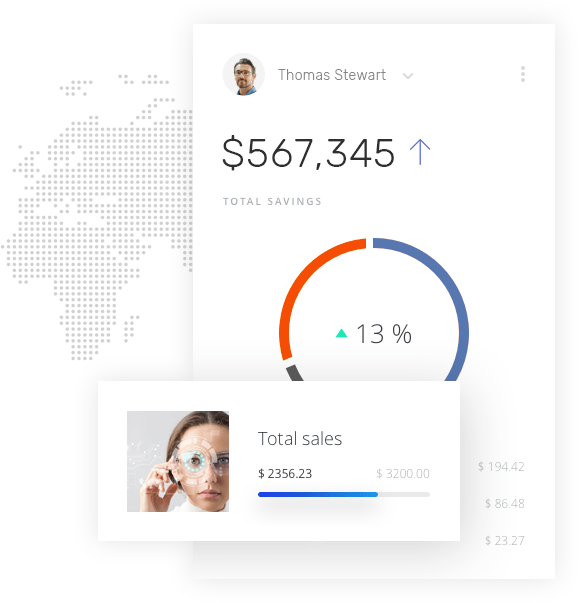 Thomas Stewart
$567,345
TOTAL SAVINGS
13 %
Total sales
$ 2356.23 $ 3200.00
$ 194.42
$ 86.48
$ 23.27